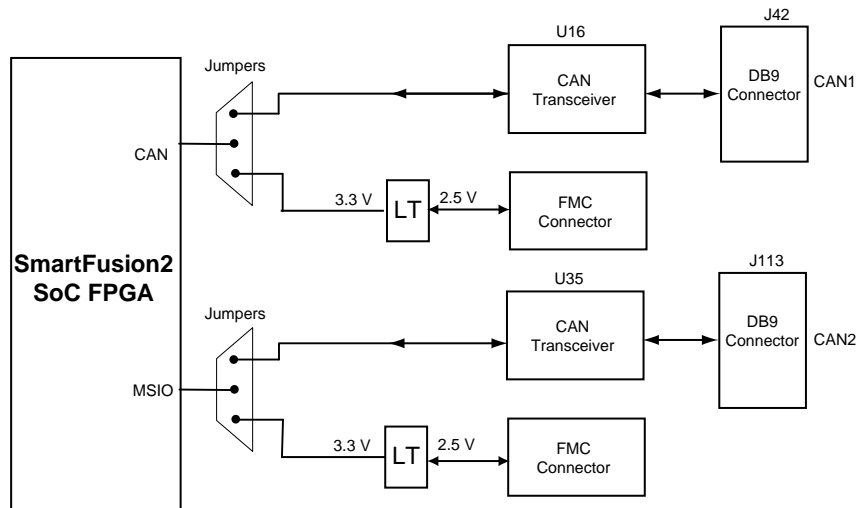 U16
J42
Jumpers
CAN
Transceiver
DB9
Connector
CAN1
CAN
3.3 V
LT
2.5 V
FMC
Connector
SmartFusion2
SoC FPGA
U35
J113
Jumpers
CAN
Transceiver
DB9
Connector
CAN2
MSIO
3.3 V
LT
2.5 V
FMC
Connector